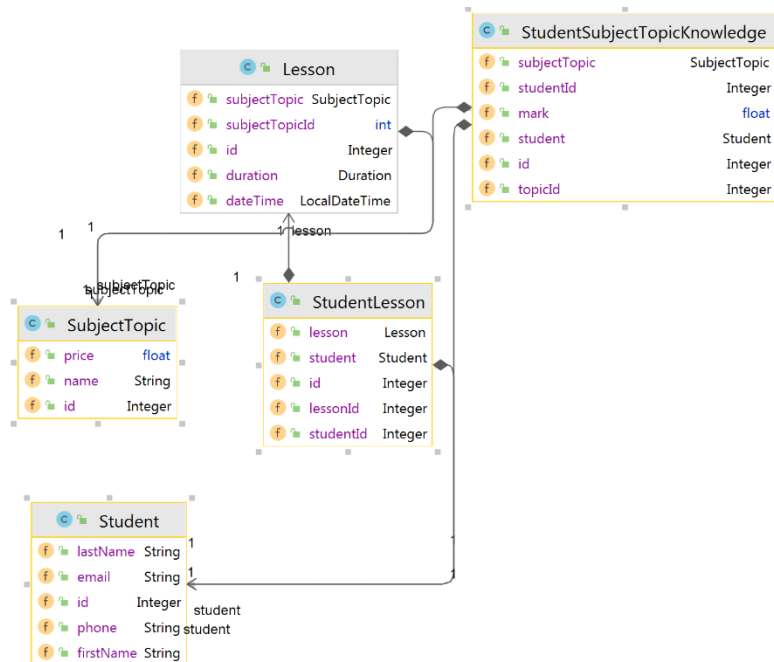 StudentSubjectTopicKnowledge
subjectTopic SubjectTopic
studentId Integer
mark float
student Student
id Integer
topicId Integer
Lesson
subjectTopic SubjectTopic
subjectTopicId int
id Integer
duration Duration
dateTime LocalDateTime
1
1
1 lesson
1
1
subjectTopic
subjectTopic
SubjectTopic
price float
name String
id Integer
StudentLesson
lesson Lesson
student Student
id Integer
lessonId Integer
studentId Integer
Student
lastName String
email String
id Integer
phone String
firstName String
1
1
1
1
student
student